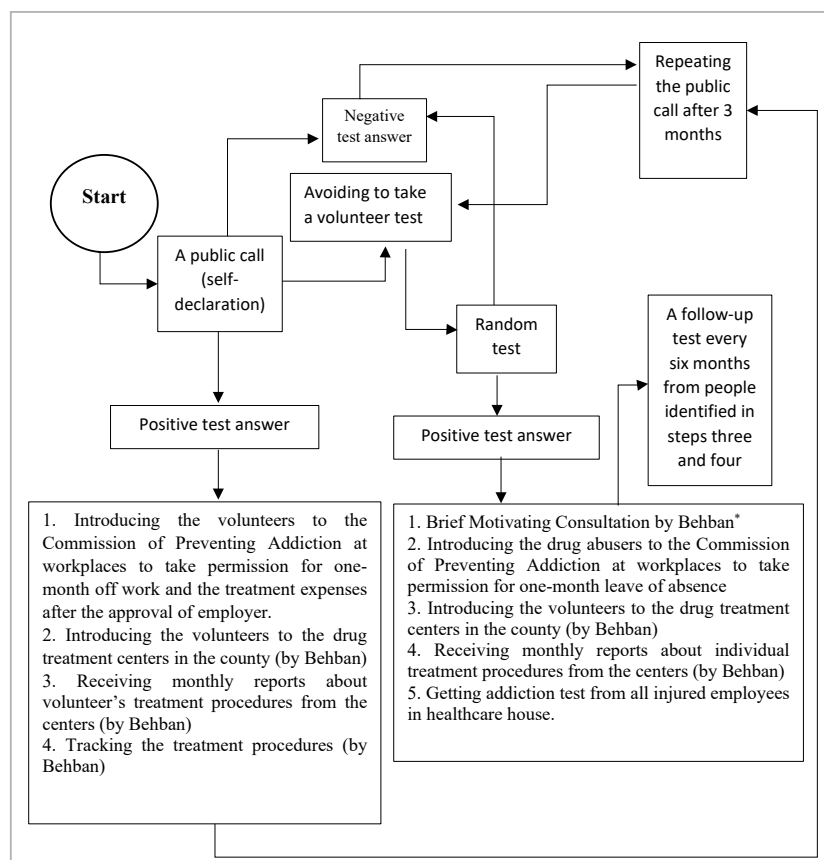 Repeating
the public
call after 3
months
Negative
test answer
Start
Avoiding to take
a volunteer test
A public call
(self-
declaration)
Random
test
A follow-up
test every
six months
from people
identified in
steps three
and four
Positive test answer
Positive test answer
1. Introducing the volunteers to the
Commission of Preventing Addiction at
workplaces to take permission for one-
month off work and the treatment expenses
after the approval of employer.
2. Introducing the volunteers to the drug
treatment centers in the county (by Behban)
3. Receiving monthly reports about
volunteer's treatment procedures from the
centers (by Behban)
4. Tracking the treatment procedures (by
Behban)
1. Brief Motivating Consultation by Behban*
2. Introducing the drug abusers to the Commission
of Preventing Addiction at workplaces to take
permission for one-month leave of absence
3. Introducing the volunteers to the drug treatment
centers in the county (by Behban)
4. Receiving monthly reports about individual
treatment procedures from the centers (by Behban)
5. Getting addiction test from all injured employees
in healthcare house.